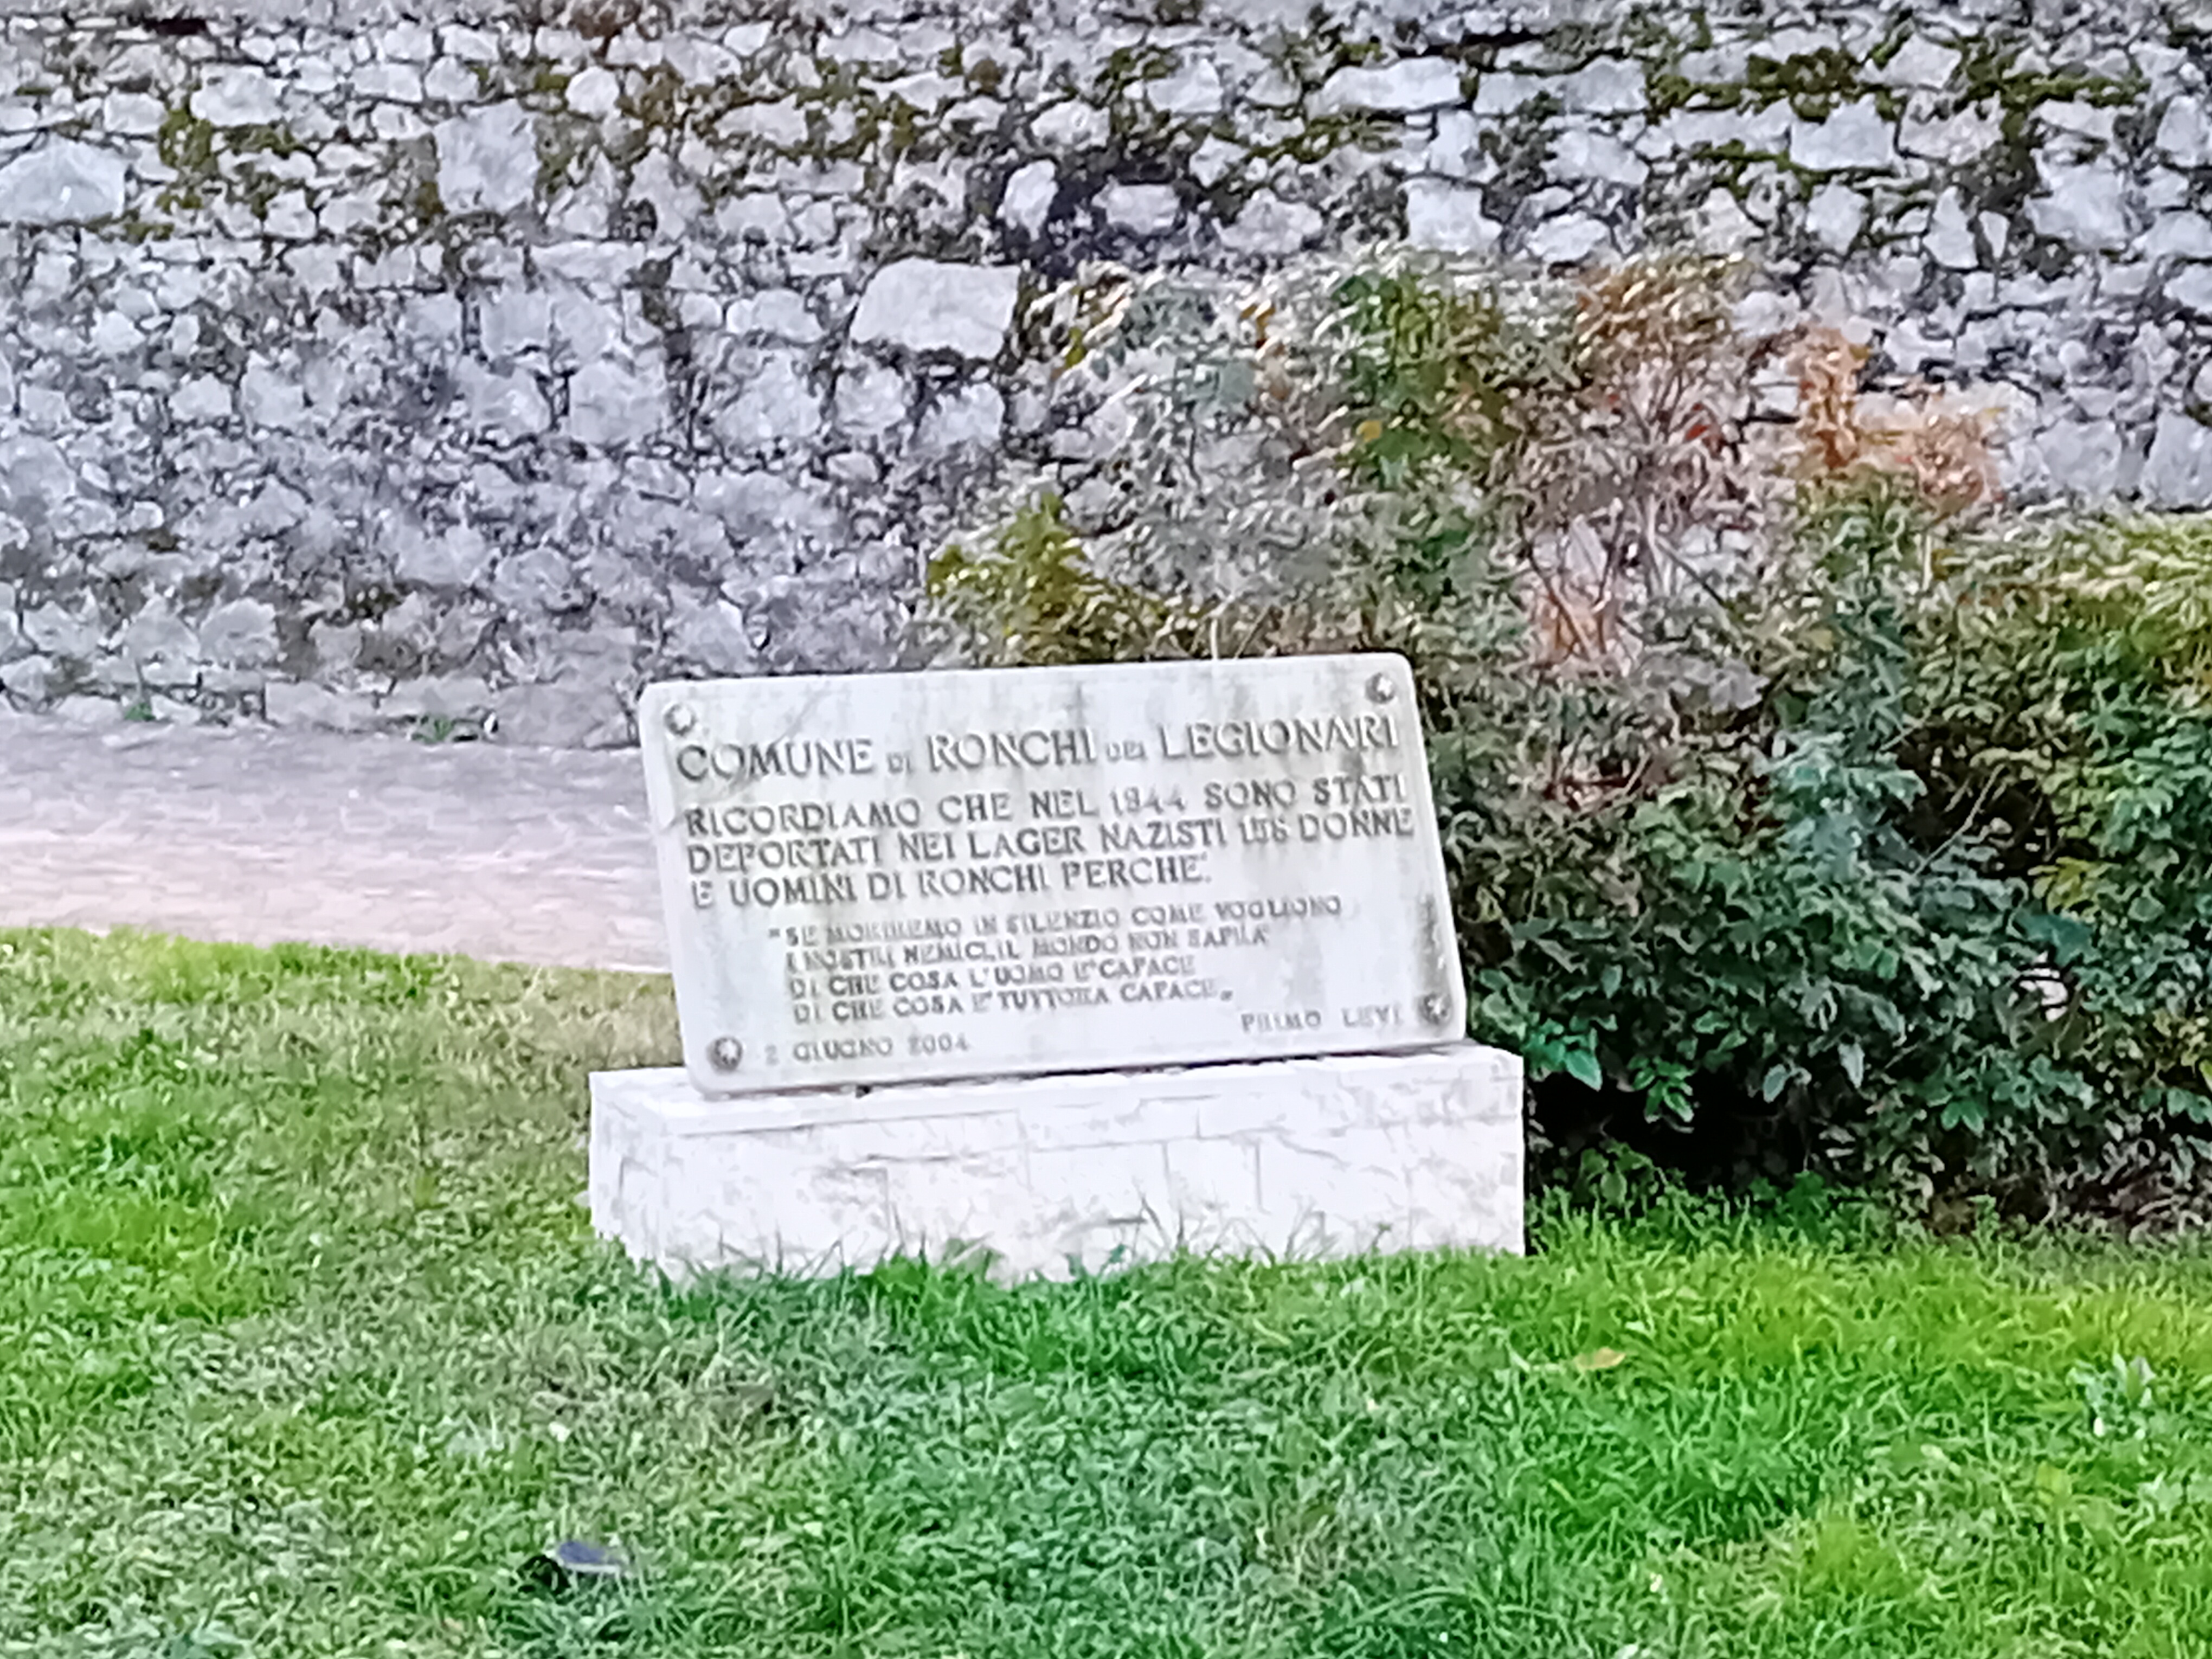 COMUNE DI RONCHI DEI LEGIONARI
RICORDIAMO CHE NEL 1944 SONO STATI
DEPORTATI NEI LAGER NAZISTI DONNE
E UOMINI DI RONCHI PERCHE':
"SE MORIREMO IN SILENZIO COME VOGLIONO
I NOSTRI NEMICI, IL MONDO NON SAPRA'
DI CHE COSA L'UOMO E' CAPACE
DI CHE COSA E' TUTTORA CAPACE„
PRIMO LEVI
2 GIUGNO 2004